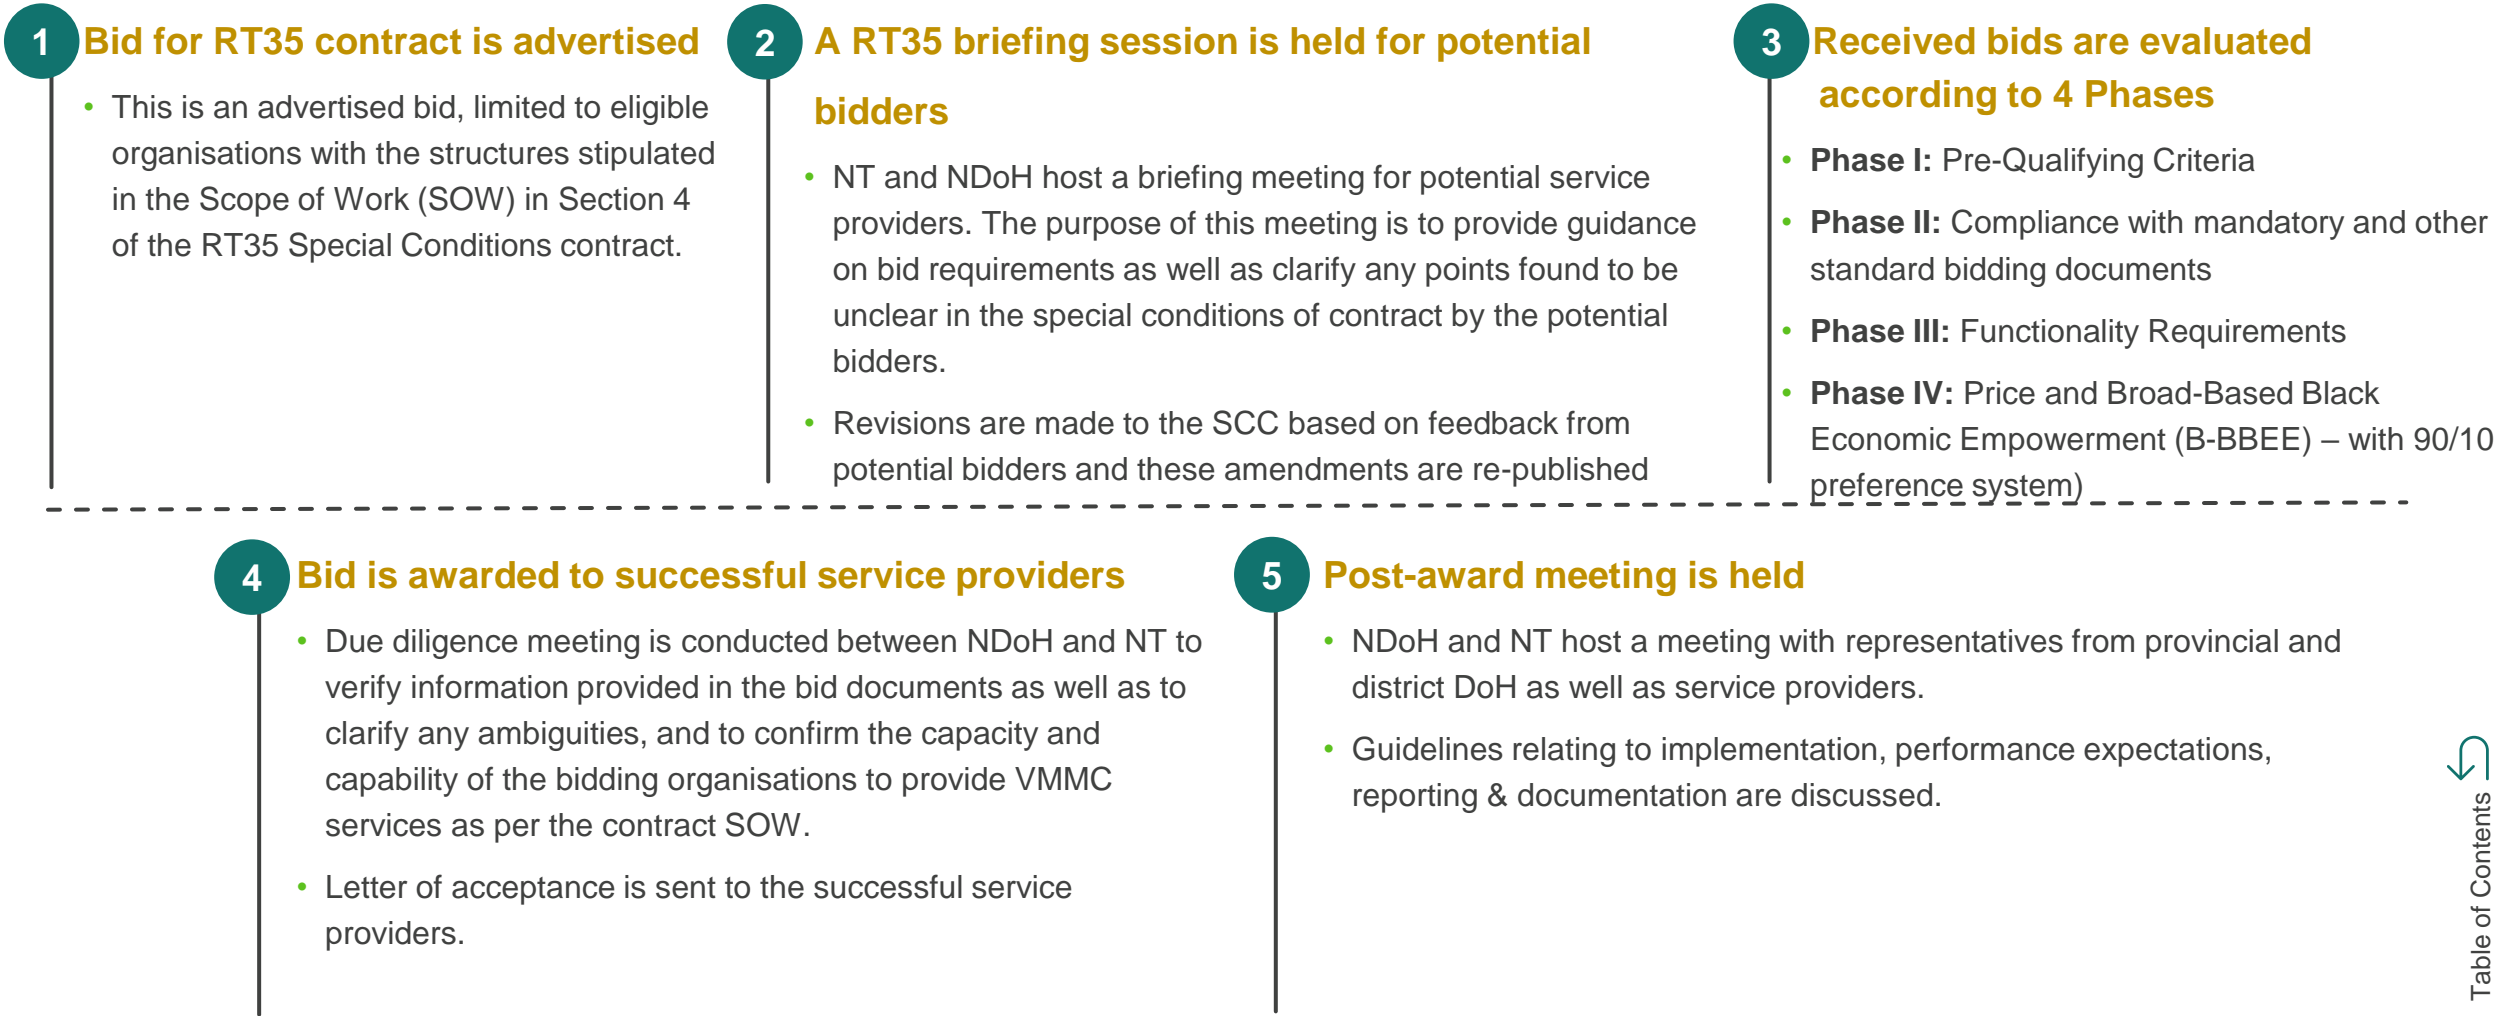 1
Bid for RT35 contract is advertised
• This is an advertised bid, limited to eligible
organisations with the structures stipulated
in the Scope of Work (SOW) in Section 4
of the RT35 Special Conditions contract.
2
A RT35 briefing session is held for potential
bidders
• NT and NDoH host a briefing meeting for potential service
providers. The purpose of this meeting is to provide guidance
on bid requirements as well as clarify any points found to be
unclear in the special conditions of contract by the potential
bidders.
• Revisions are made to the SCC based on feedback from
potential bidders and these amendments are re-published
3
Received bids are evaluated
according to 4 Phases
• Phase I: Pre-Qualifying Criteria
• Phase II: Compliance with mandatory and other
standard bidding documents
• Phase III: Functionality Requirements
• Phase IV: Price and Broad-Based Black
Economic Empowerment (B-BBEE) – with 90/10
preference system)
4
Bid is awarded to successful service providers
• Due diligence meeting is conducted between NDoH and NT to
verify information provided in the bid documents as well as to
clarify any ambiguities, and to confirm the capacity and
capability of the bidding organisations to provide VMMC
services as per the contract SOW.
• Letter of acceptance is sent to the successful service
providers.
5
Post-award meeting is held
• NDoH and NT host a meeting with representatives from provincial and
district DoH as well as service providers.
• Guidelines relating to implementation, performance expectations,
reporting & documentation are discussed.
Table of Contents